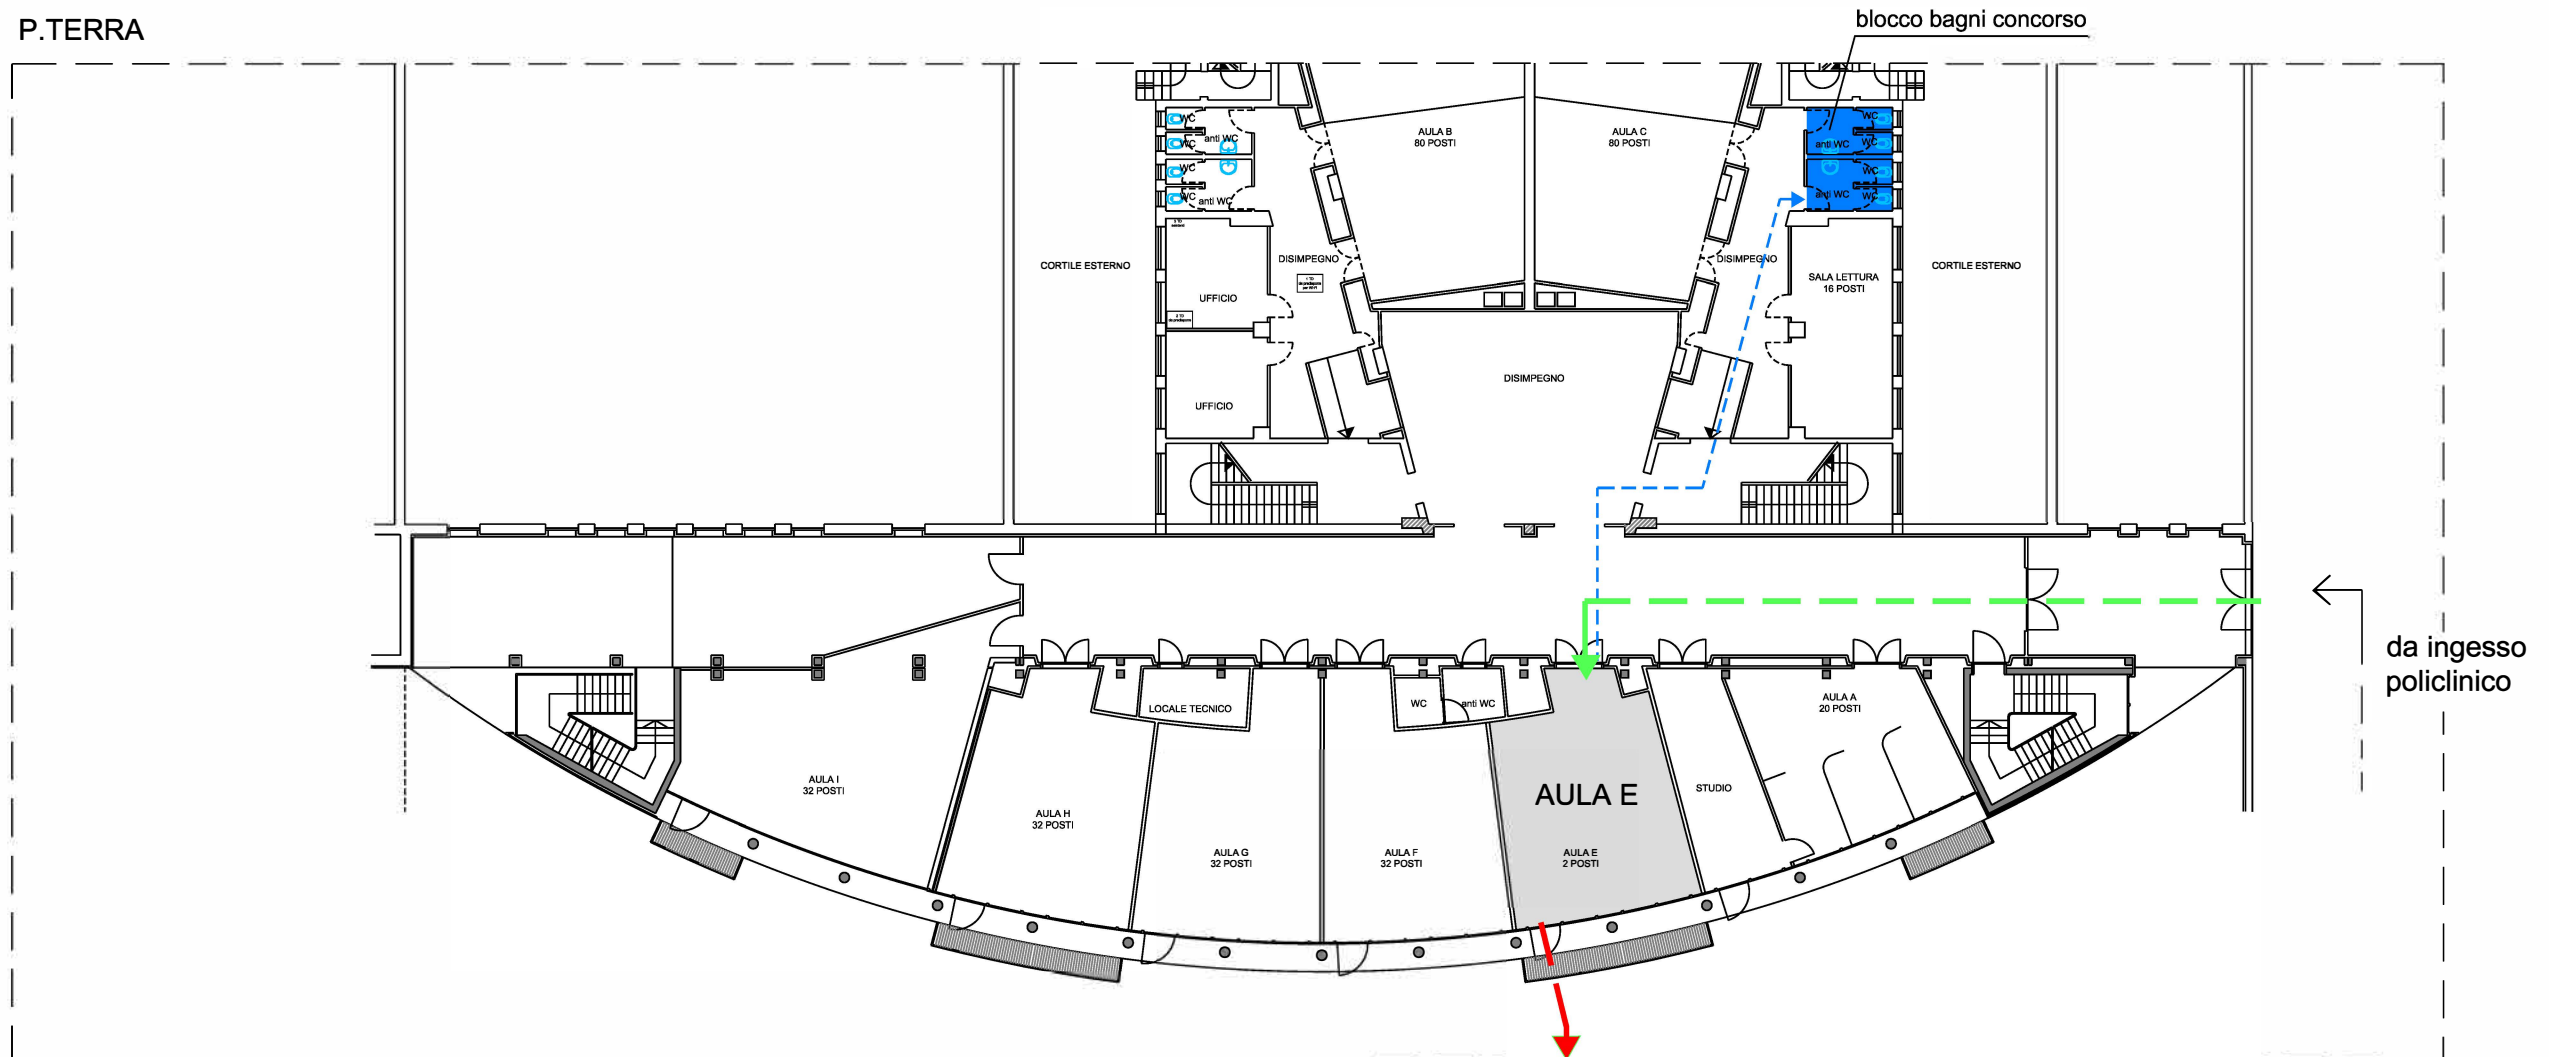 P.TERRA
blocco bagni concorso
WC
anti WC
WC
WC
WC
anti WC
AULA B
80 POSTI
AULA C
80 POSTI
WC
anti WC
WC
WC
anti WC
WC
CORTILE ESTERNO
UFFICIO
DISIMPEGNO
DISIMPEGNO
SALA LETTURA
16 POSTI
CORTILE ESTERNO
UFFICIO
DISIMPEGNO
da ingesso
policlinico
LOCALE TECNICO
WC
anti WC
AULA A
20 POSTI
AULA I
32 POSTI
AULA H
32 POSTI
AULA G
32 POSTI
AULA F
32 POSTI
AULA E
AULA E
2 POSTI
STUDIO